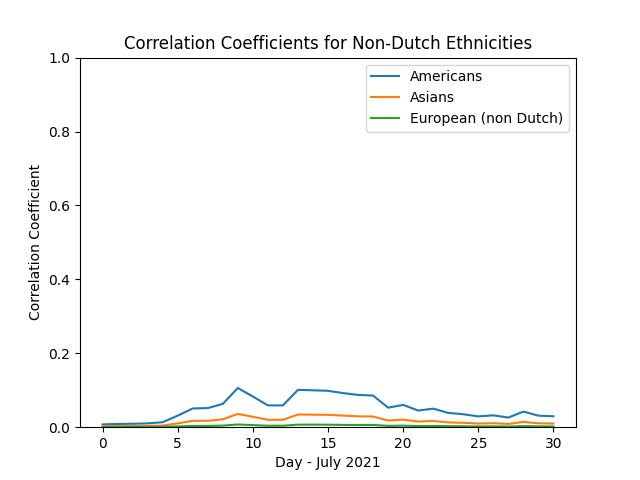 Correlation Coefficients for Non-Dutch Ethnicities
1.0
0.8
0.6
0.4
0.2
0.0
Correlation Coefficient
Americans
Asians
European (non Dutch)
0 5 10 15 20 25 30
Day - July 2021